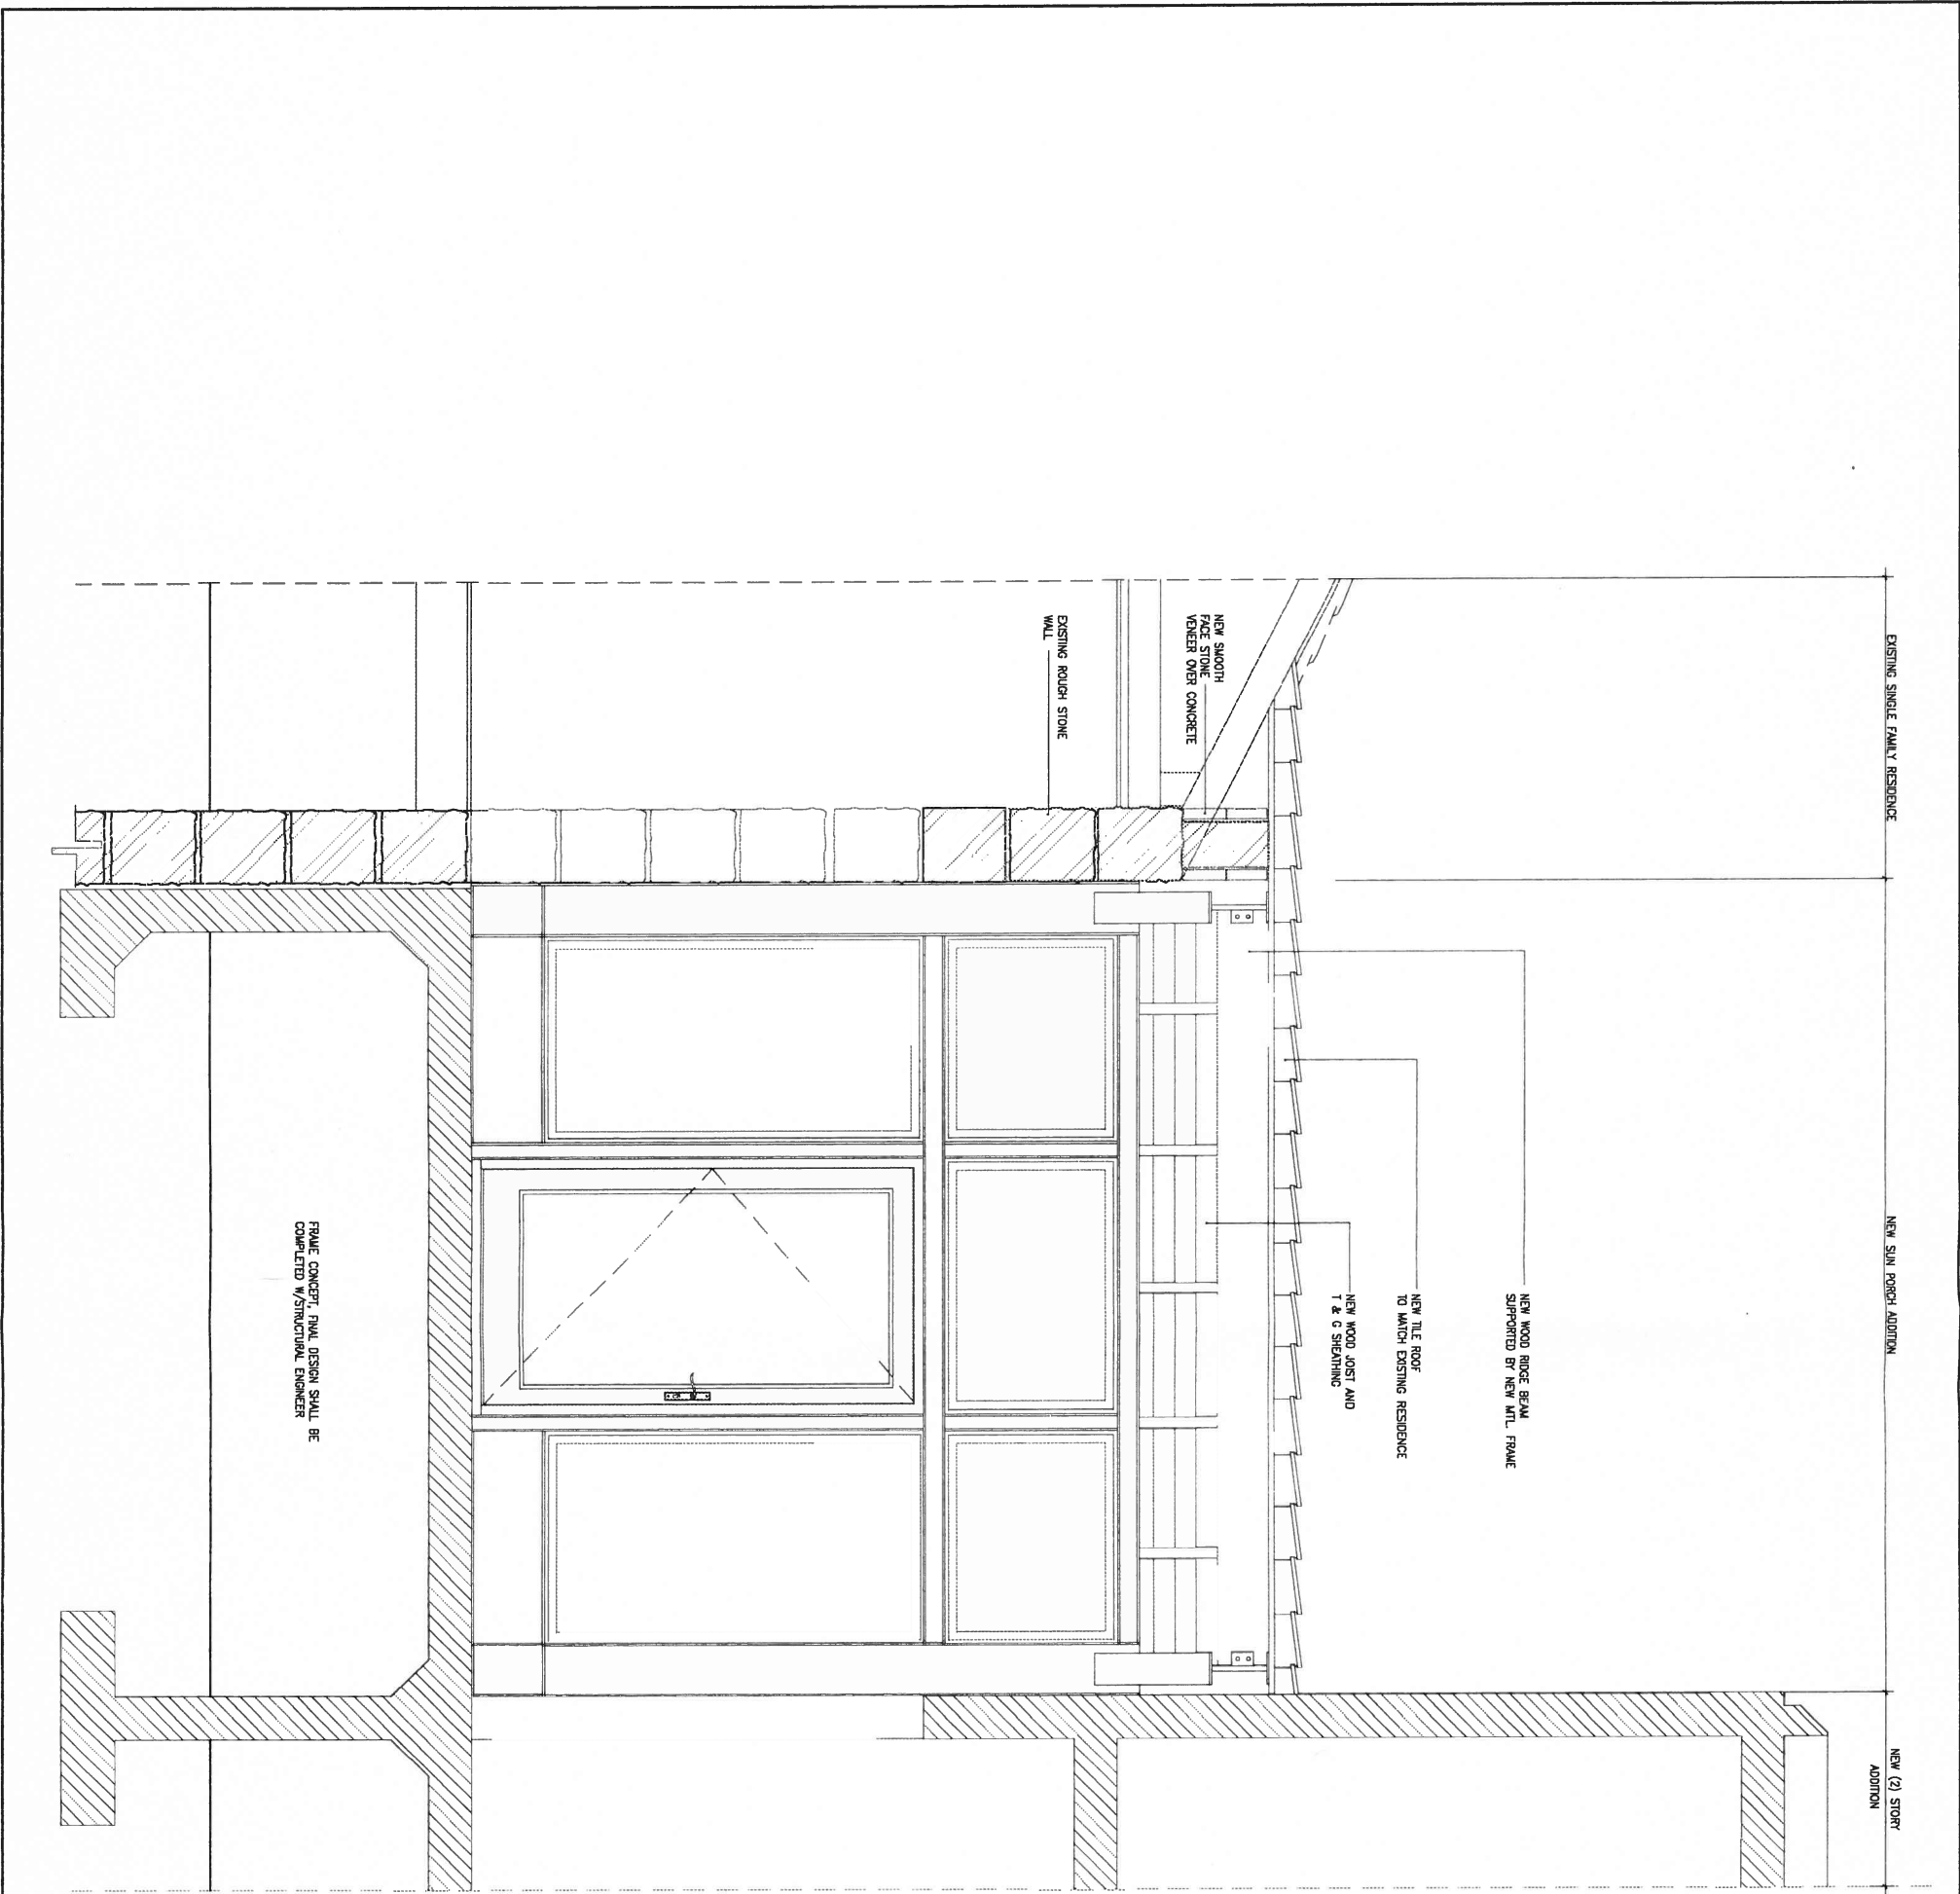 EXISTING SINGLE FAMILY RESIDENCE
NEW SUN PORCH ADDITION
NEW (2) STORY
ADDITION
NEW WOOD RIDGE BEAM
SUPPORTED BY NEW MTL. FRAME
NEW TILE ROOF
TO MATCH EXISTING RESIDENCE
NEW WOOD JOIST AND
T & G SHEATHING
NEW SMOOTH
FACE STONE
VENEER OVER CONCRETE
EXISTING ROUGH STONE
WALL
FRAME CONCEPT, FINAL DESIGN SHALL BE
COMPLETED W/STRUCTURAL ENGINEER